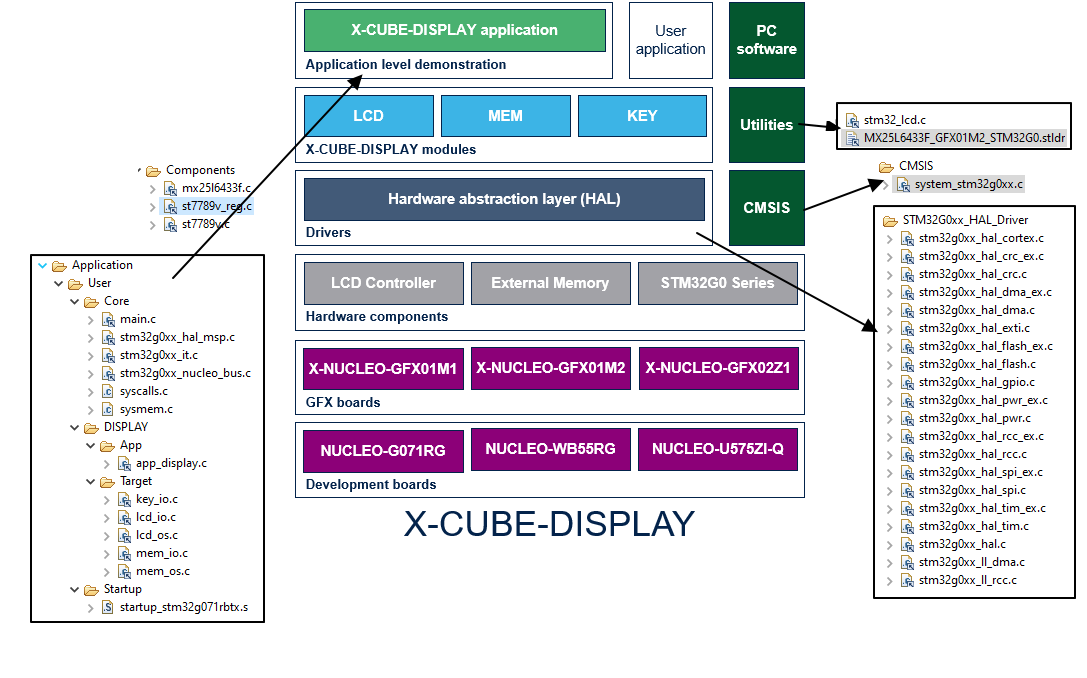 X-CUBE-DISPLAY application
Application level demonstration
User
application
PC
software
LCD
MEM
KEY
X-CUBE-DISPLAY modules
Utilities
stm32_lcd.c
MX25L6433F_GFX01M2_STM32G0.stldr
Components
mx25l6433f.c
st7789v_reg.c
st7789v.c
Hardware abstraction layer (HAL)
Drivers
CMSIS
CMSIS
system_stm32g0xx.c
Application
User
Core
main.c
stm32g0xx_hal_msp.c
stm32g0xx_it.c
stm32g0xx_nucleo_bus.c
syscalls.c
sysmem.c
DISPLAY
App
app_display.c
Target
key_io.c
lcd_io.c
lcd_os.c
mem_io.c
mem_os.c
Startup
startup_stm32g071rbtx.s
LCD Controller
External Memory
STM32G0 Series
Hardware components
X-NUCLEO-GFX01M1
X-NUCLEO-GFX01M2
X-NUCLEO-GFX02Z1
GFX boards
NUCLEO-G071RG
NUCLEO-WB55RG
NUCLEO-U575ZI-Q
Development boards
X-CUBE-DISPLAY
STM32G0xx_HAL_Driver
stm32g0xx_hal_cortex.c
stm32g0xx_hal_crc_ex.c
stm32g0xx_hal_crc.c
stm32g0xx_hal_dma_ex.c
stm32g0xx_hal_dma.c
stm32g0xx_hal_exti.c
stm32g0xx_hal_flash_ex.c
stm32g0xx_hal_flash.c
stm32g0xx_hal_gpio.c
stm32g0xx_hal_pwr_ex.c
stm32g0xx_hal_pwr.c
stm32g0xx_hal_rcc_ex.c
stm32g0xx_hal_rcc.c
stm32g0xx_hal_spi_ex.c
stm32g0xx_hal_spi.c
stm32g0xx_hal_tim_ex.c
stm32g0xx_hal_tim.c
stm32g0xx_hal.c
stm32g0xx_ll_dma.c
stm32g0xx_ll_rcc.c